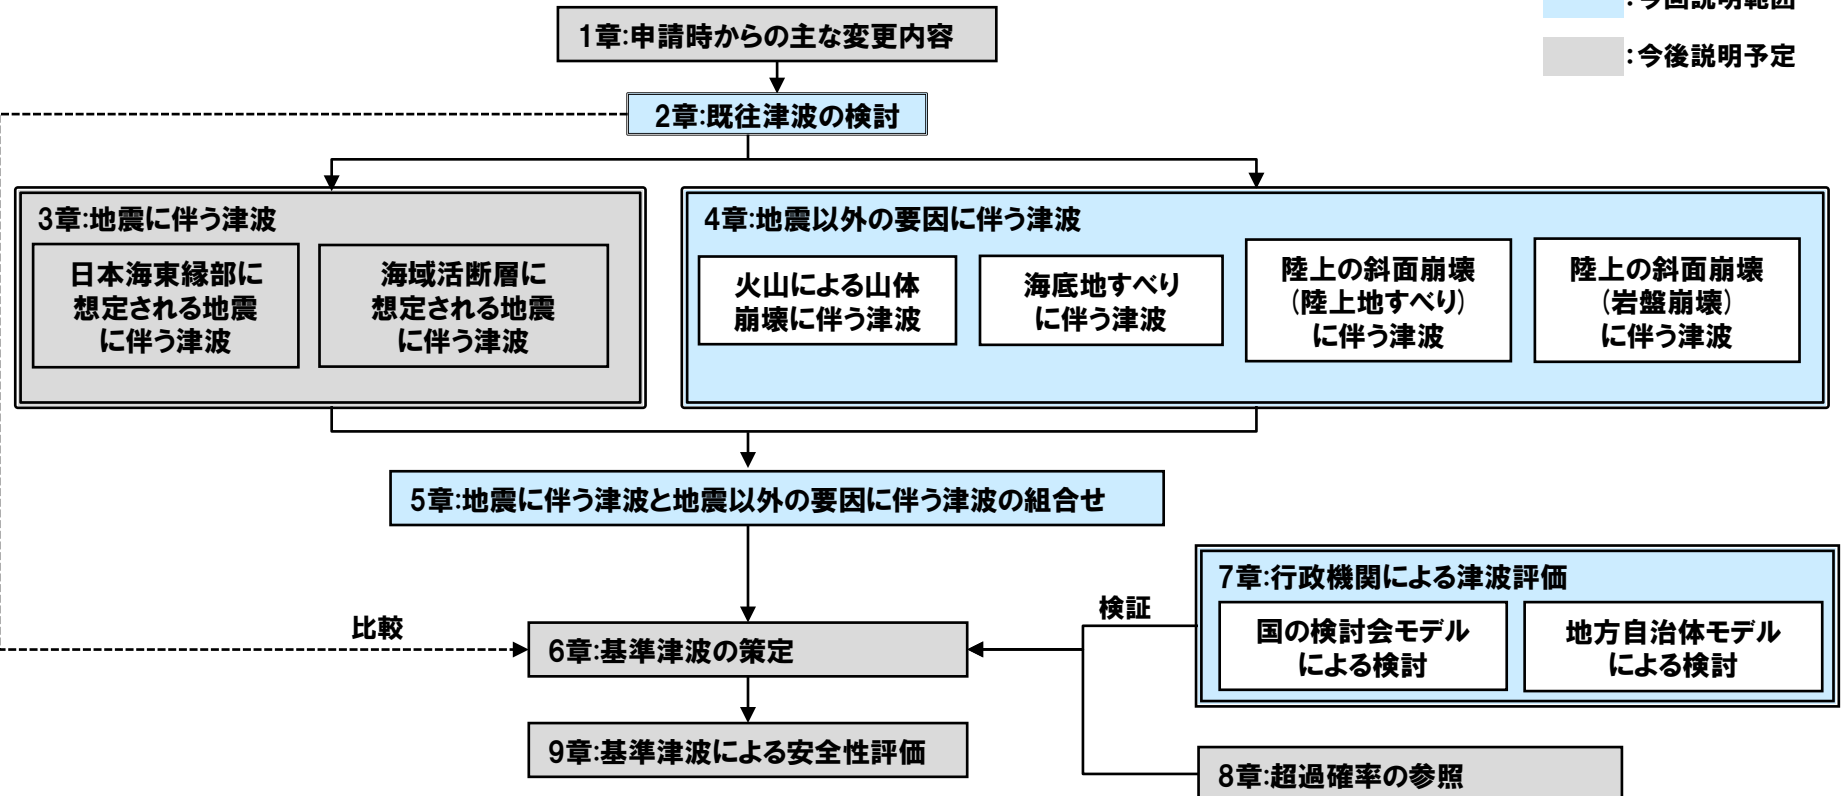 :今回説明範囲
:今後説明予定
1章:申請時からの主な変更内容
2章:既往津波の検討
3章:地震に伴う津波
日本海東縁部に
想定される地震
に伴う津波
海域活断層に
想定される地震
に伴う津波
4章:地震以外の要因に伴う津波
火山による山体
崩壊に伴う津波
海底地すべり
に伴う津波
陸上の斜面崩壊
(陸上地すべり)
に伴う津波
陸上の斜面崩壊
(岩盤崩壊)
に伴う津波
5章:地震に伴う津波と地震以外の要因に伴う津波の組合せ
比較
6章:基準津波の策定
検証
7章:行政機関による津波評価
国の検討会モデル
による検討
地方自治体モデル
による検討
9章:基準津波による安全性評価
8章:超過確率の参照